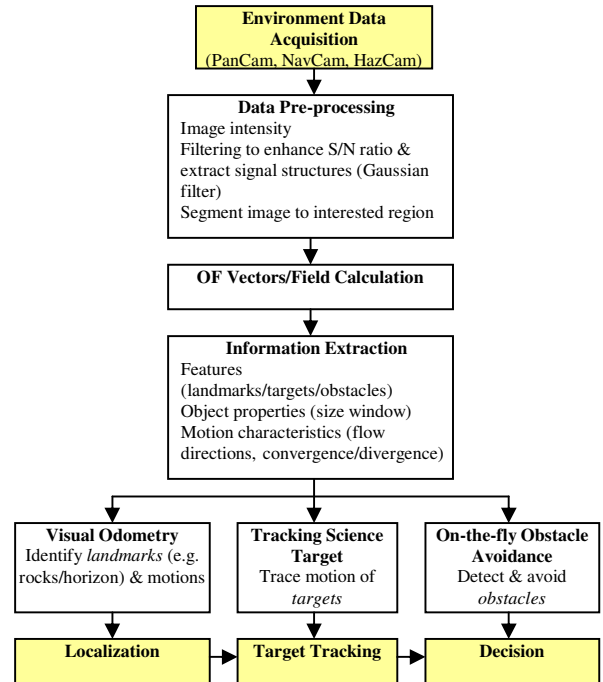 Environment Data
Acquisition
(PanCam, NavCam, HazCam)
Data Pre-processing
Image intensity
Filtering to enhance S/N ratio &
extract signal structures (Gaussian
filter)
Segment image to interested region
OF Vectors/Field Calculation
Information Extraction
Features
(landmarks/targets/obstacles)
Object properties (size window)
Motion characteristics (flow
directions, convergence/divergence)
Visual Odometry
Identify landmarks (e.g.
rocks/horizon) & motions
Tracking Science
Target
Trace motion of
targets
On-the-fly Obstacle
Avoidance
Detect & avoid
obstacles
Localization
Target Tracking
Decision